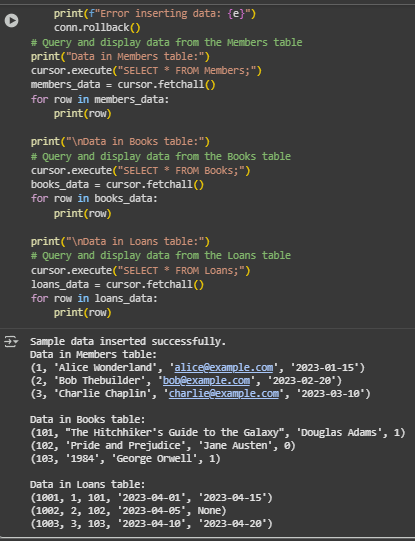 print(f"Error inserting data: {e}")
    conn.rollback()
# Query and display data from the Members table
print("Data in Members table:")
cursor.execute("SELECT * FROM Members;")
members_data = cursor.fetchall()
for row in members_data:
    print(row)

print("\nData in Books table:")
# Query and display data from the Books table
cursor.execute("SELECT * FROM Books;")
books_data = cursor.fetchall()
for row in books_data:
    print(row)

print("\nData in Loans table:")
# Query and display data from the Loans table
cursor.execute("SELECT * FROM Loans;")
loans_data = cursor.fetchall()
for row in loans_data:
    print(row)

Sample data inserted successfully.
Data in Members table:
(1, 'Alice Wonderland', 'alice@example.com', '2023-01-15')
(2, 'Bob Thebuilder', 'bob@example.com', '2023-02-20')
(3, 'Charlie Chaplin', 'charlie@example.com', '2023-03-10')

Data in Books table:
(101, "The Hitchhiker's Guide to the Galaxy", 'Douglas Adams', 1)
(102, 'Pride and Prejudice', 'Jane Austen', 0)
(103, '1984', 'George Orwell', 1)

Data in Loans table:
(1001, 1, 101, '2023-04-01', '2023-04-15')
(1002, 2, 102, '2023-04-05', None)
(1003, 3, 103, '2023-04-10', '2023-04-20')